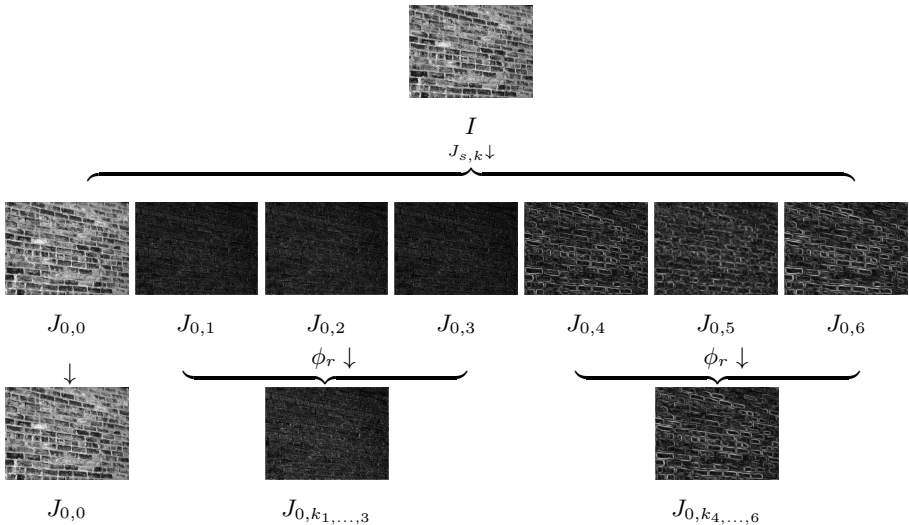 I
J_{s,k}↓
J_{0,0} J_{0,1} J_{0,2} J_{0,3} J_{0,4} J_{0,5} J_{0,6}
↓ ϕ_r ↓ ϕ_r ↓
J_{0,0} J_{0,k_{1,...,3}} J_{0,k_{4,...,6}}